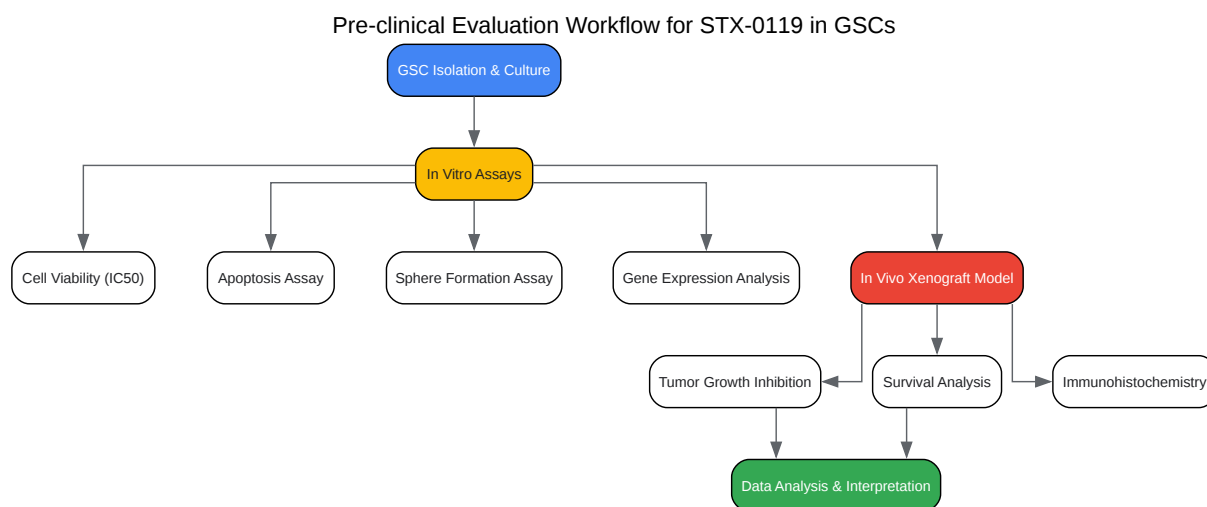 Pre-clinical Evaluation Workflow for STX-0119 in GSCs
GSC Isolation & Culture
In Vitro Assays
Cell Viability (IC50)
Apoptosis Assay
Sphere Formation Assay
Gene Expression Analysis
In Vivo Xenograft Model
Tumor Growth Inhibition
Survival Analysis
Immunohistochemistry
Data Analysis & Interpretation